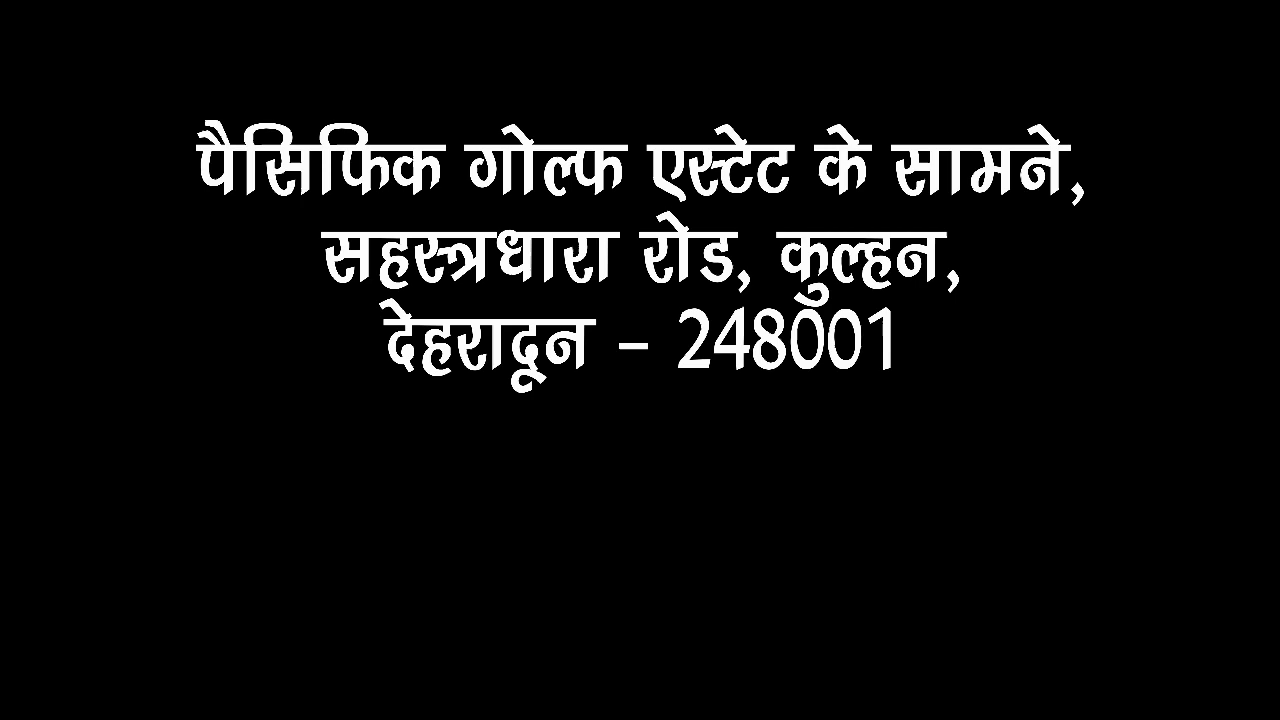 पैसिफिक गोल्फ एस्टेट के सामने,
सहस्त्रधारा रोड, कुल्हन,
देहरादून - 248001